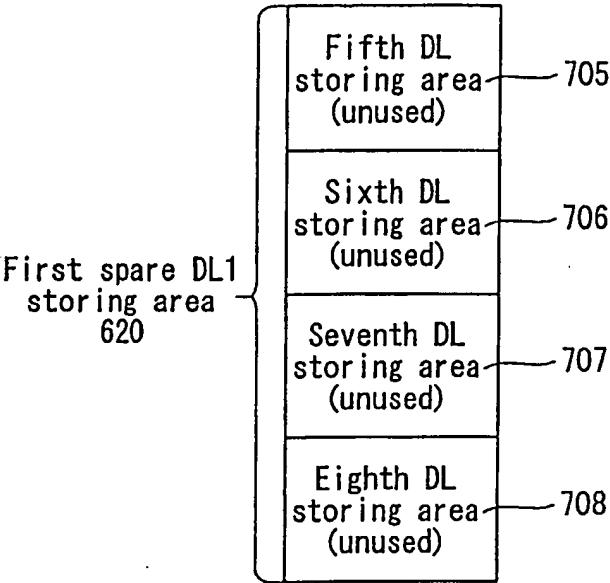 First spare DL1
storing area
620
Fifth DL
storing area
(unused)
705
Sixth DL
storing area
(unused)
706
Seventh DL
storing area
(unused)
707
Eighth DL
storing area
(unused)
708